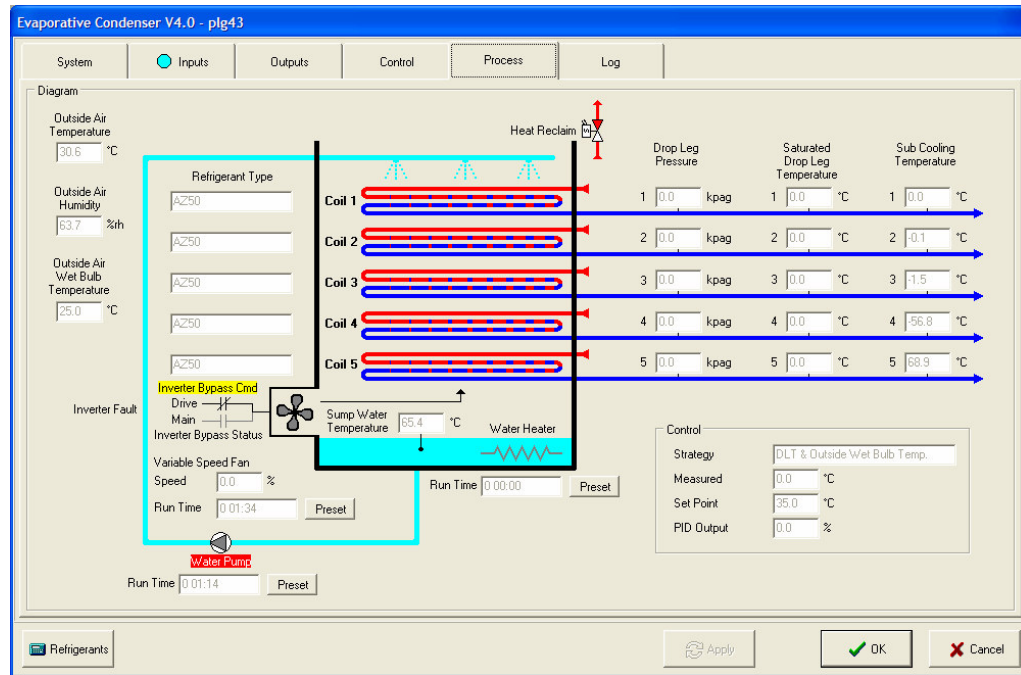 Evaporative Condenser V4.0 - plg43
System
Inputs
Outputs
Control
Process
Log
Diagram
Outside Air
Temperature
30.6 °C
Outside Air
Humidity
63.7 %rh
Outside Air
Wet Bulb
Temperature
25.0 °C
Refrigerant Type
AZ50
AZ50
AZ50
AZ50
AZ50
Heat Reclaim
S
Coil 1
Coil 2
Coil 3
Coil 4
Coil 5
Drop Leg
Pressure
1 0.0 kpag
2 0.0 kpag
3 0.0 kpag
4 0.0 kpag
5 0.0 kpag
Saturated
Drop Leg
Temperature
1 0.0 °C
2 0.0 °C
3 0.0 °C
4 0.0 °C
5 0.0 °C
Sub Cooling
Temperature
1 0.0 °C
2 -0.1 °C
3 -1.5 °C
4 -56.8 °C
5 68.9 °C
Inverter Fault
Inverter Bypass Cmd
Drive
Main
Inverter Bypass Status
Variable Speed Fan
Speed 0.0 %
Run Time 0 01:34 Preset
Sump Water
Temperature 65.4 °C
Water Heater
Run Time 0 00:00 Preset
Water Pump
Run Time 0 01:14 Preset
Control
Strategy DLT & Outside Wet Bulb Temp.
Measured 0.0 °C
Set Point 35.0 °C
PID Output 0.0 %
Refrigerants
Apply
OK
Cancel